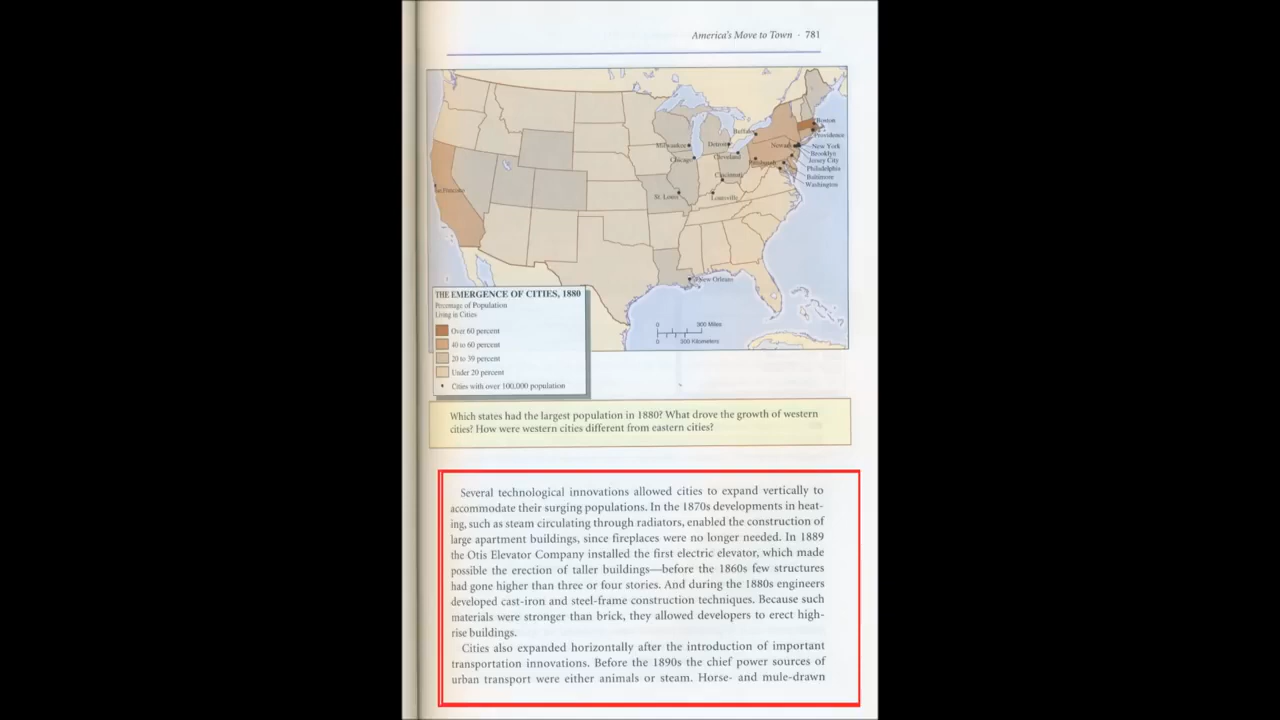 America's Move to Town · 781
Boston
Buffalo
Providence
Milwaukee
Detroit
Newark
New York
Brooklyn
Chicago
Cleveland
Jersey City
Pittsburgh
Philadelphia
Baltimore
Cincinnati
Washington
St. Louis
Louisville
New Orleans
THE EMERGENCE OF CITIES, 1880
Percentage of Population
Living in Cities
Over 60 percent
40 to 60 percent
20 to 39 percent
Under 20 percent
Cities with over 100,000 population
0 300 Miles
0 300 Kilometers
Which states had the largest population in 1880? What drove the growth of western
cities? How were western cities different from eastern cities?
Several technological innovations allowed cities to expand vertically to
accommodate their surging populations. In the 1870s developments in heat-
ing, such as steam circulating through radiators, enabled the construction of
large apartment buildings, since fireplaces were no longer needed. In 1889
the Otis Elevator Company installed the first electric elevator, which made
possible the erection of taller buildings—before the 1860s few structures
had gone higher than three or four stories. And during the 1880s engineers
developed cast-iron and steel-frame construction techniques. Because such
materials were stronger than brick, they allowed developers to erect high-
rise buildings.
Cities also expanded horizontally after the introduction of important
transportation innovations. Before the 1890s the chief power sources of
urban transport were either animals or steam. Horse- and mule-drawn